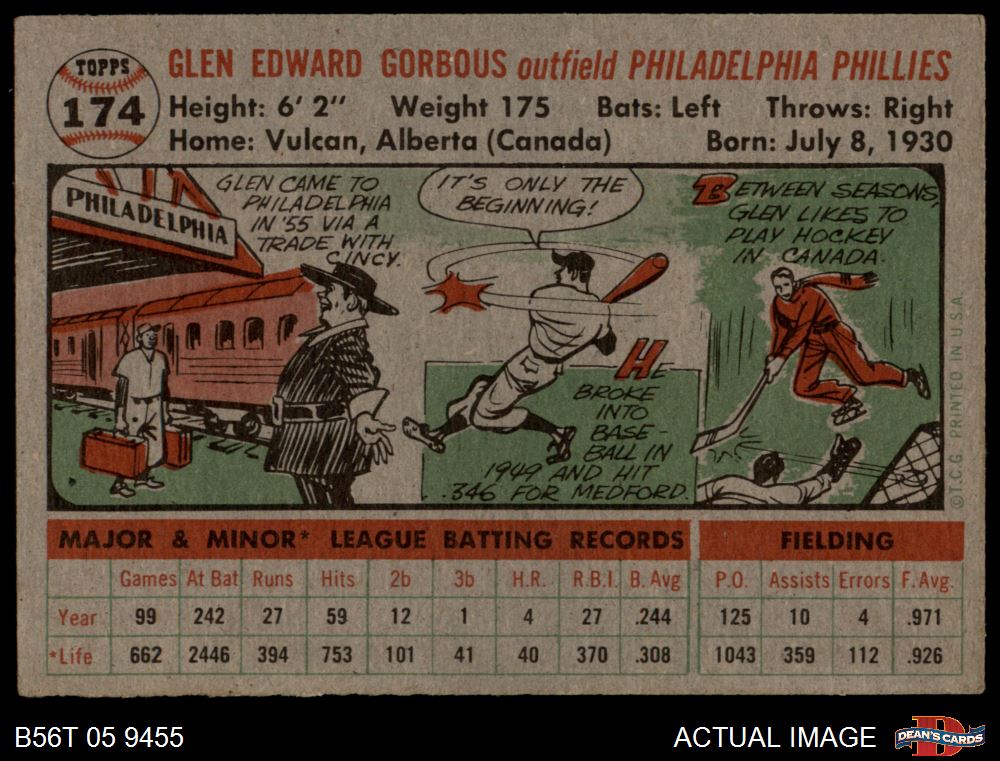 TOPPS
174
GLEN EDWARD GORBOUS outfield PHILADELPHIA PHILLIES
Height: 6' 2" Weight 175 Bats: Left Throws: Right
Home: Vulcan, Alberta (Canada) Born: July 8, 1930
PHILADELPHIA
GLEN CAME TO
PHILADELPHIA
IN '55 VIA A
TRADE WITH
CINCY.
IT'S ONLY THE
BEGINNING!
HE
BROKE
INTO
BASE-
BALL IN
1949 AND HIT
.346 FOR MEDFORD.
BETWEEN SEASONS,
GLEN LIKES TO
PLAY HOCKEY
IN CANADA.
©T.C.G. PRINTED IN U.S.A.
MAJOR & MINOR* LEAGUE BATTING RECORDS FIELDING
Games At Bat Runs Hits 2b 3b H.R. R.B.I. B. Avg P.O. Assists Errors F. Avg.
Year 99 242 27 59 12 1 4 27 .244 125 10 4 .971
*Life 662 2446 394 753 101 41 40 370 .308 1043 359 112 .926
B56T 05 9455 ACTUAL IMAGE
D
DEAN'S CARDS